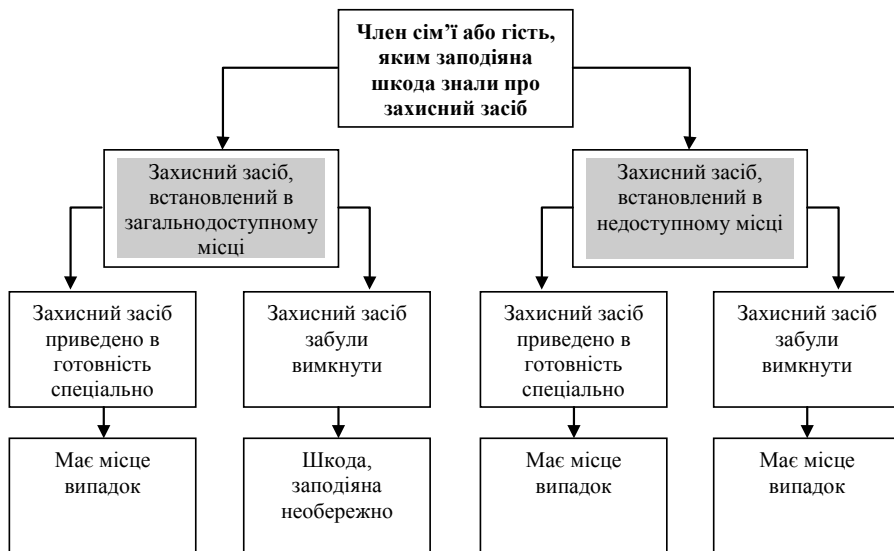 Член сім’ї або гість,
яким заподіяна
шкода знали про
захисний засіб
Захисний засіб,
встановлений в
загальнодоступному
місці
Захисний засіб,
встановлений в
недоступному місці
Захисний засіб
приведено в
готовність
спеціально
Захисний засіб
забули
вимкнути
Захисний засіб
приведено в
готовність
спеціально
Захисний засіб
забули
вимкнути
Має місце
випадок
Шкода,
заподіяна
необережно
Має місце
випадок
Має місце
випадок